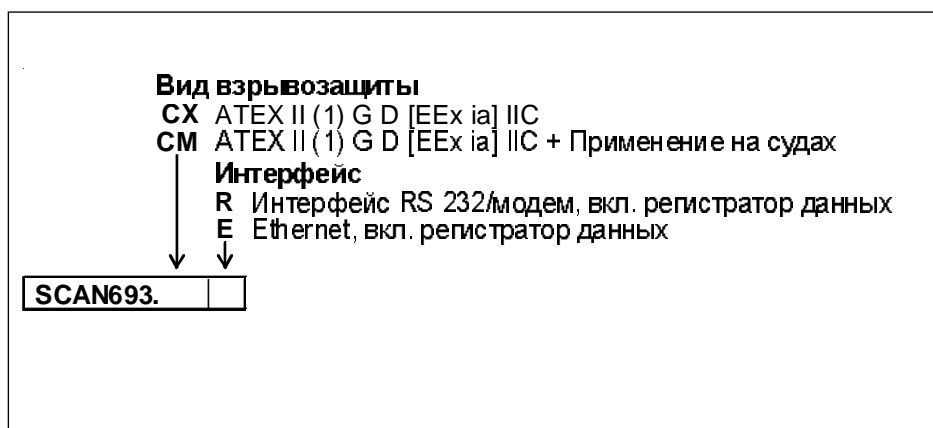 Вид взрывозащиты
CX ATEX II (1) G D [EEx ia] IIC
CM ATEX II (1) G D [EEx ia] IIC + Применение на судах
Интерфейс
R Интерфейс RS 232/модем, вкл. регистратор данных
E Ethernet, вкл. регистратор данных
SCAN693.